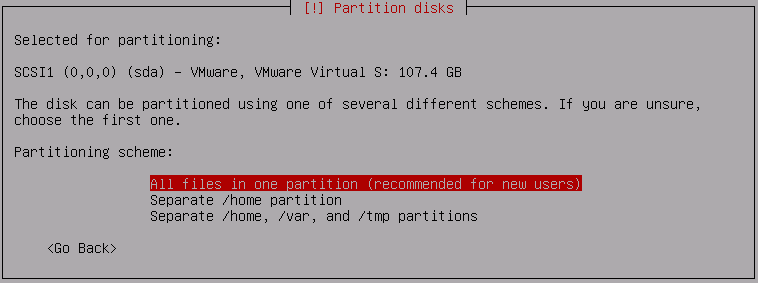 [!] Partition disks
Selected for partitioning:
SCSI1 (0,0,0) (sda) – VMware, VMware Virtual S: 107.4 GB
The disk can be partitioned using one of several different schemes. If you are unsure,
choose the first one.
Partitioning scheme:
All files in one partition (recommended for new users)
Separate /home partition
Separate /home, /var, and /tmp partitions
<Go Back>